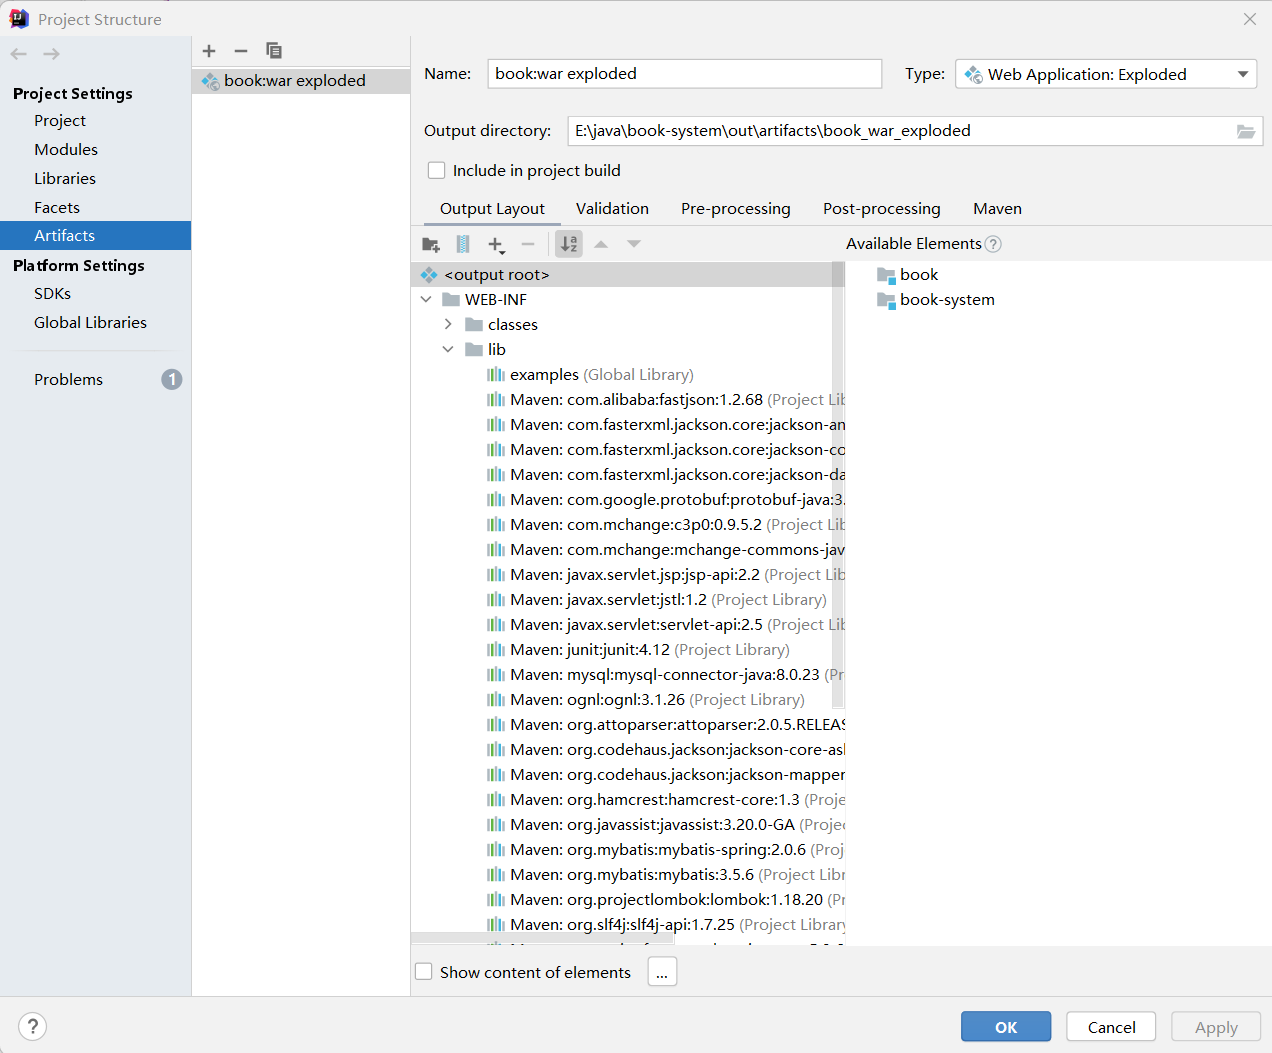 Project Structure
Project Settings
Project
Modules
Libraries
Facets
Artifacts
Platform Settings
SDKs
Global Libraries
Problems 1
book:war exploded
Name: book:war exploded Type: Web Application: Exploded
Output directory: E:\java\book-system\out\artifacts\book_war_exploded
Include in project build
Output Layout Validation Pre-processing Post-processing Maven
Available Elements ?
<output root>
WEB-INF
classes
lib
examples (Global Library)
Maven: com.alibaba:fastjson:1.2.68 (Project Lib
Maven: com.fasterxml.jackson.core:jackson-an
Maven: com.fasterxml.jackson.core:jackson-co
Maven: com.fasterxml.jackson.core:jackson-da
Maven: com.google.protobuf:protobuf-java:3.
Maven: com.mchange:c3p0:0.9.5.2 (Project Lib
Maven: com.mchange:mchange-commons-jav
Maven: javax.servlet.jsp:jsp-api:2.2 (Project Lib
Maven: javax.servlet:jstl:1.2 (Project Library)
Maven: javax.servlet:servlet-api:2.5 (Project Lib
Maven: junit:junit:4.12 (Project Library)
Maven: mysql:mysql-connector-java:8.0.23 (Pr
Maven: ognl:ognl:3.1.26 (Project Library)
Maven: org.attoparser:attoparser:2.0.5.RELEAS
Maven: org.codehaus.jackson:jackson-core-asl
Maven: org.codehaus.jackson:jackson-mapper
Maven: org.hamcrest:hamcrest-core:1.3 (Proje
Maven: org.javassist:javassist:3.20.0-GA (Projec
Maven: org.mybatis:mybatis-spring:2.0.6 (Proj
Maven: org.mybatis:mybatis:3.5.6 (Project Libr
Maven: org.projectlombok:lombok:1.18.20 (Pr
Maven: org.slf4j:slf4j-api:1.7.25 (Project Library
book
book-system
Show content of elements ...
? OK Cancel Apply